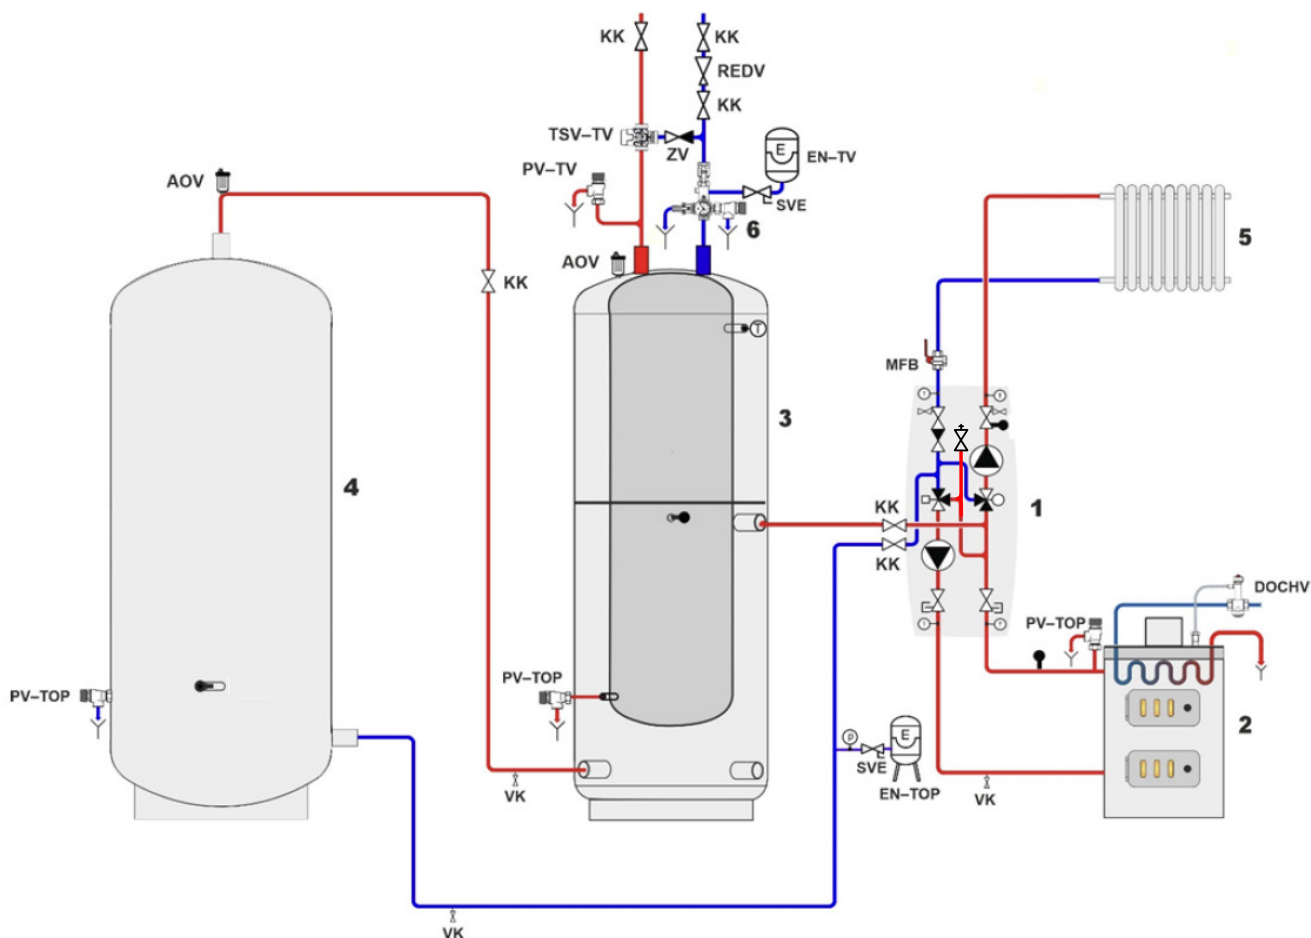 KK
KK
REDV
KK
TSV–TV
ZV
E
EN–TV
PV–TV
AOV
SVE
6
5
AOV
KK
T
MFB
T
T
3
4
KK
1
KK
DOCHV
T
T
PV–TOP
PV–TOP
PV–TOP
2
P
E
SVE
EN–TOP
VK
VK
VK